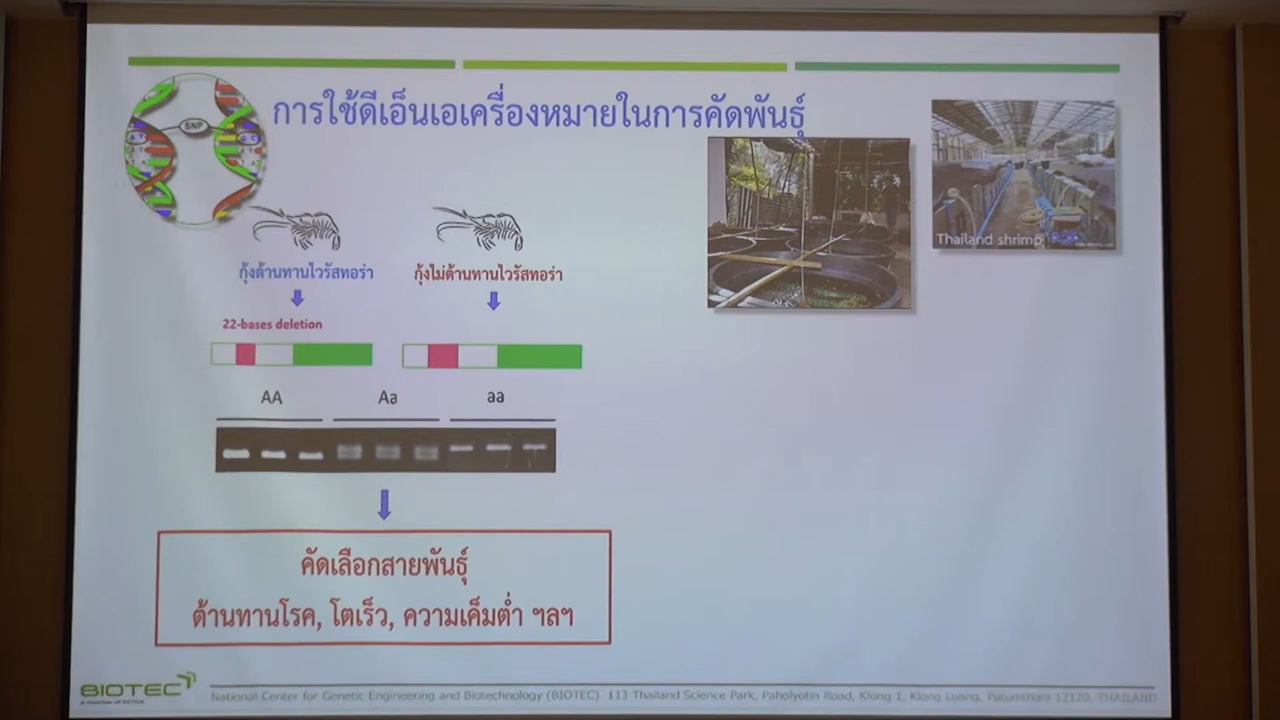 การใช้ดีเอ็นเอเครื่องหมายในการคัดพันธุ์
SNP
Thailand shrimp
กุ้งต้านทานไวรัสทอร่า
กุ้งไม่ต้านทานไวรัสทอร่า
22-bases deletion
AA
Aa
aa
คัดเลือกสายพันธุ์
ต้านทานโรค, โตเร็ว, ความเค็มต่ำ ฯลฯ
BIOTEC
a member of NSTDA
National Center for Genetic Engineering and Biotechnology (BIOTEC) 113 Thailand Science Park, Paholyotin Road, Klong 1, Klong Luang, Patumthani 12120, THAILAND